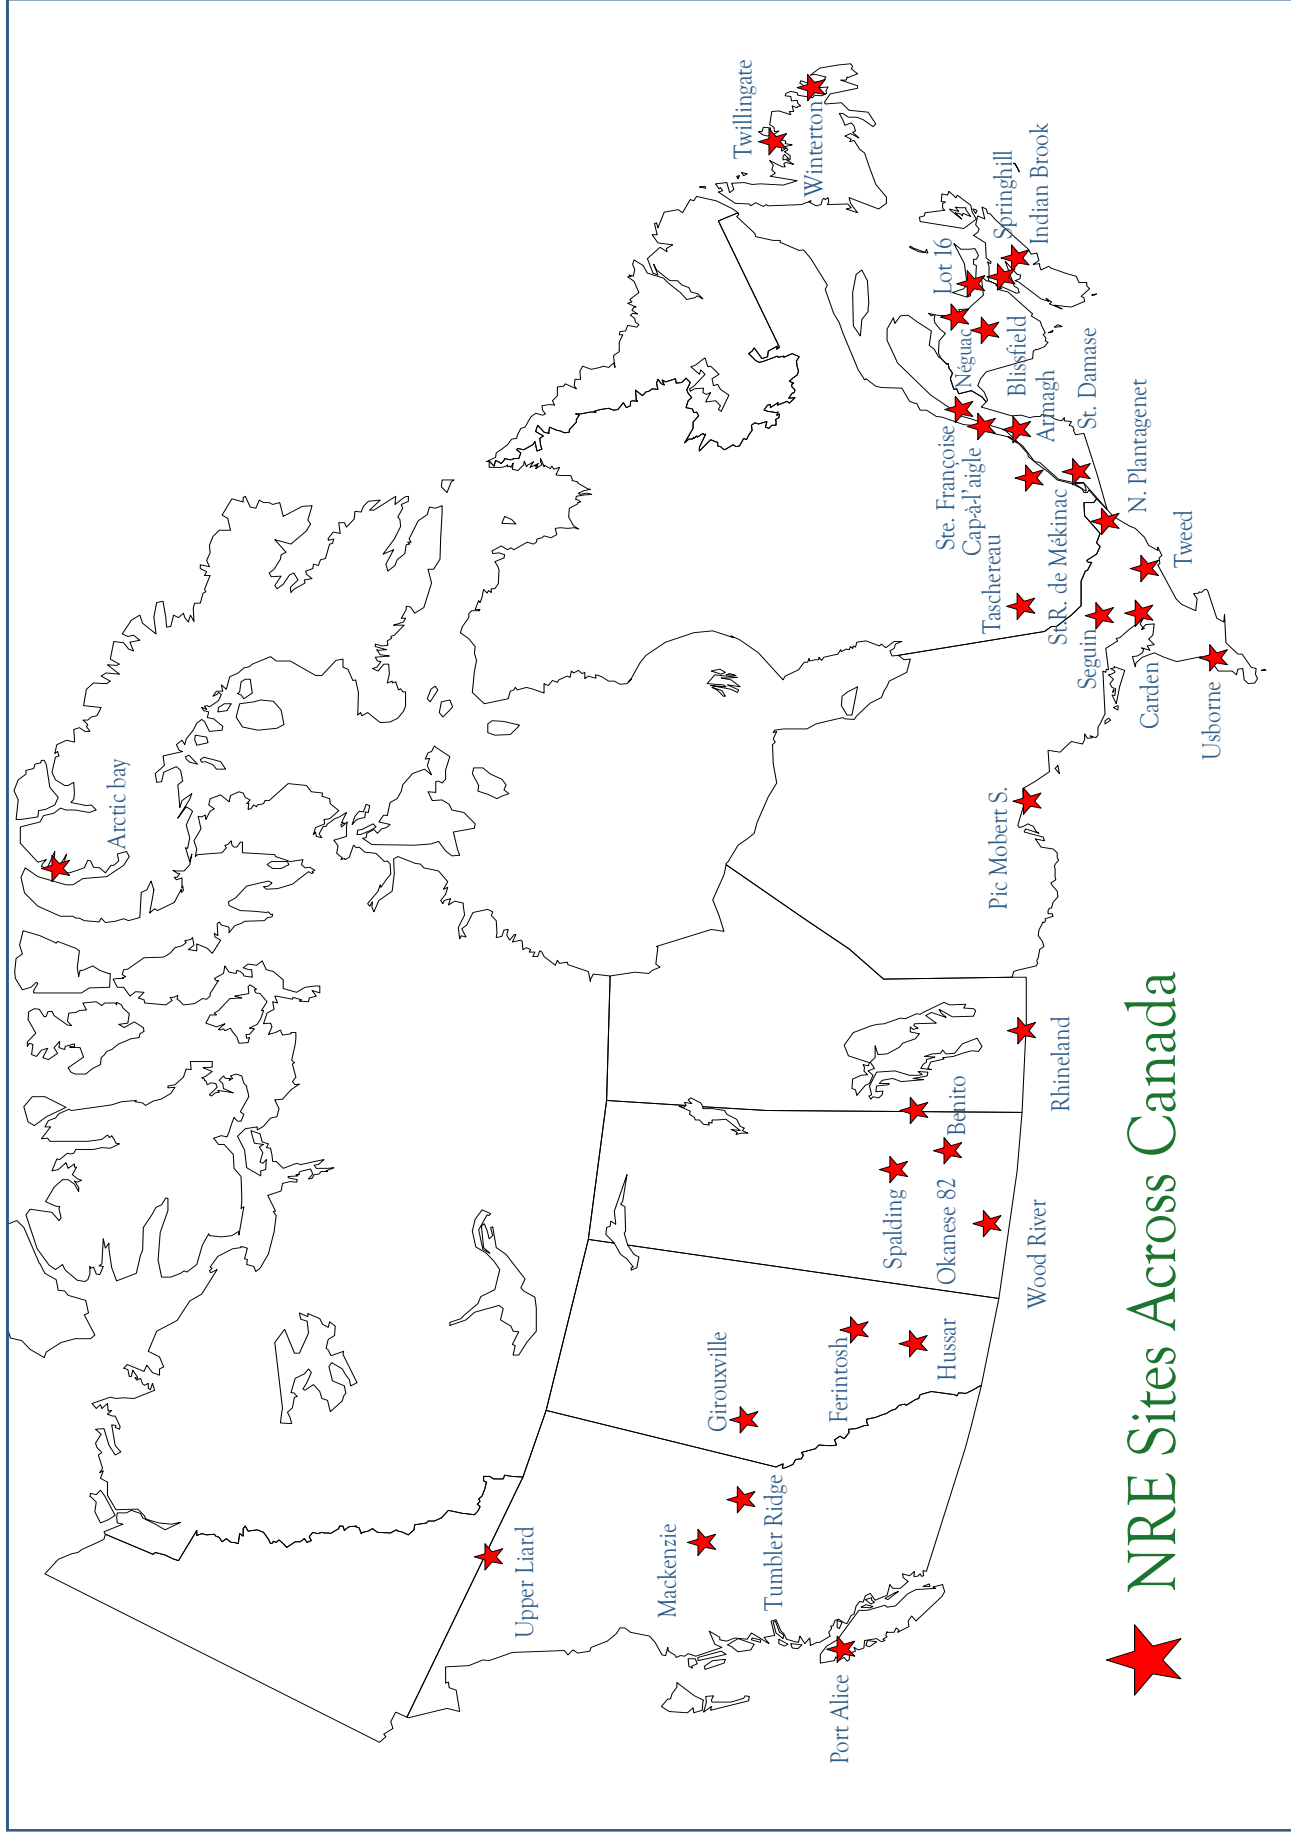 Arctic bay
Twillingate
Winterton
Upper Liard
Mackenzie
Tumbler Ridge
Girouxville
Port Alice
Ferintosh
Hussar
Spalding
Okanese 82
Benito
Wood River
Rhineland
Pic Mobert S.
Taschereau
Ste. Françoise
Cap-à-l'aigle
St.R. de Mékinac
Néguac
Lot 16
Springhill
Indian Brook
Blissfield
Armagh
St. Damase
N. Plantagenet
Tweed
Seguin
Carden
Usborne
NRE Sites Across Canada